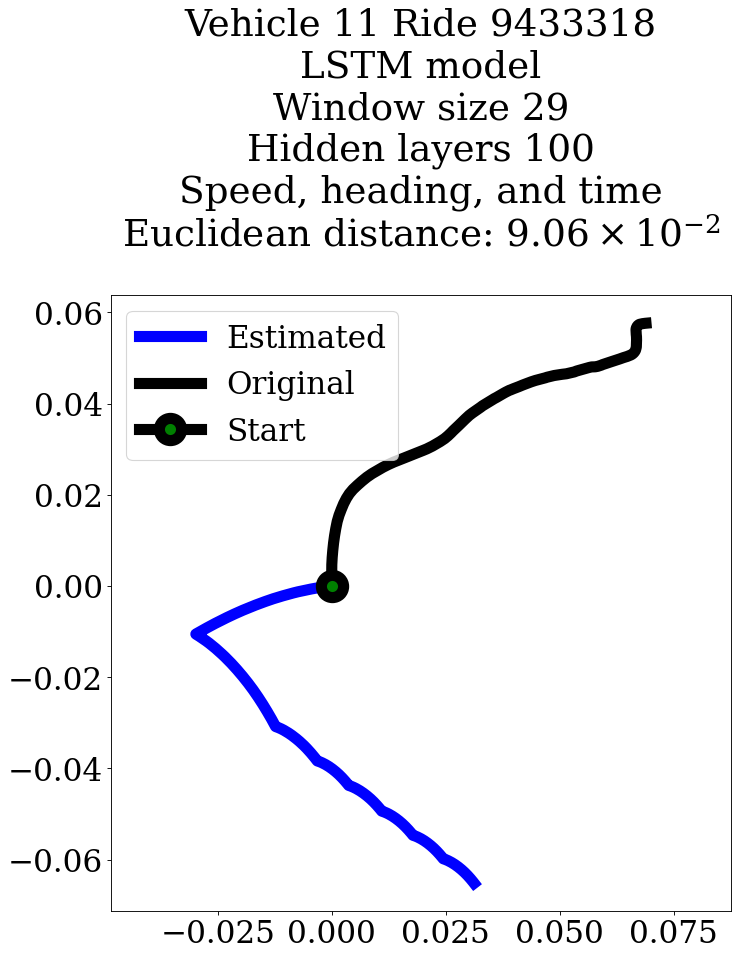 Vehicle 11 Ride 9433318
LSTM model
Window size 29
Hidden layers 100
Speed, heading, and time
Euclidean distance: 9.06 × 10⁻²
Estimated
Original
Start
0.06
0.04
0.02
0.00
−0.02
−0.04
−0.06
−0.025 0.000 0.025 0.050 0.075